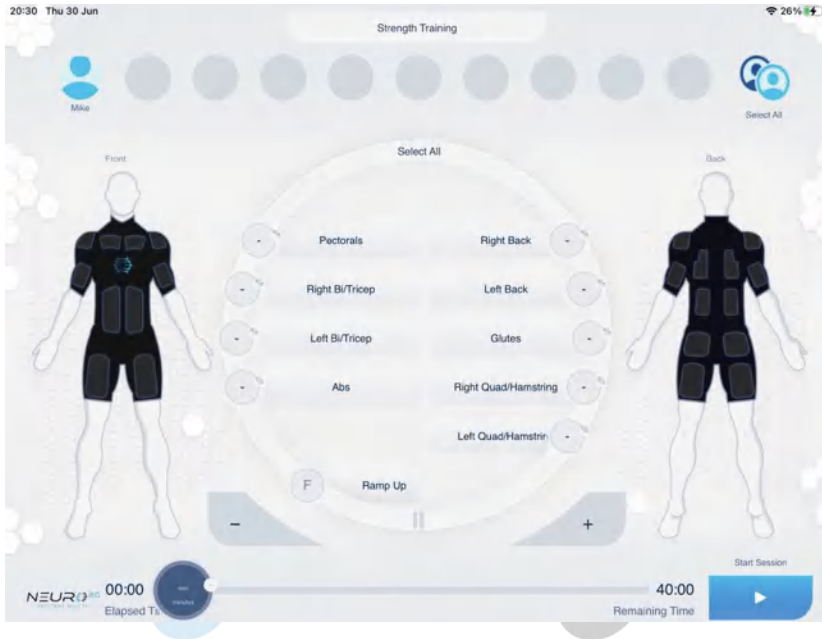 20:30 Thu 30 Jun
26%
Strength Training
Mike
Select All
Front
Select All
Back
-
Pectorals
Right Back
-
-
Right Bi/Tricep
Left Back
-
-
Left Bi/Tricep
Glutes
-
-
Abs
Right Quad/Hamstring
-
Left Quad/Hamstrin
-
F
Ramp Up
-
+
Start Session
NEURO
00:00
40:00
Elapsed Ti
Remaining Time